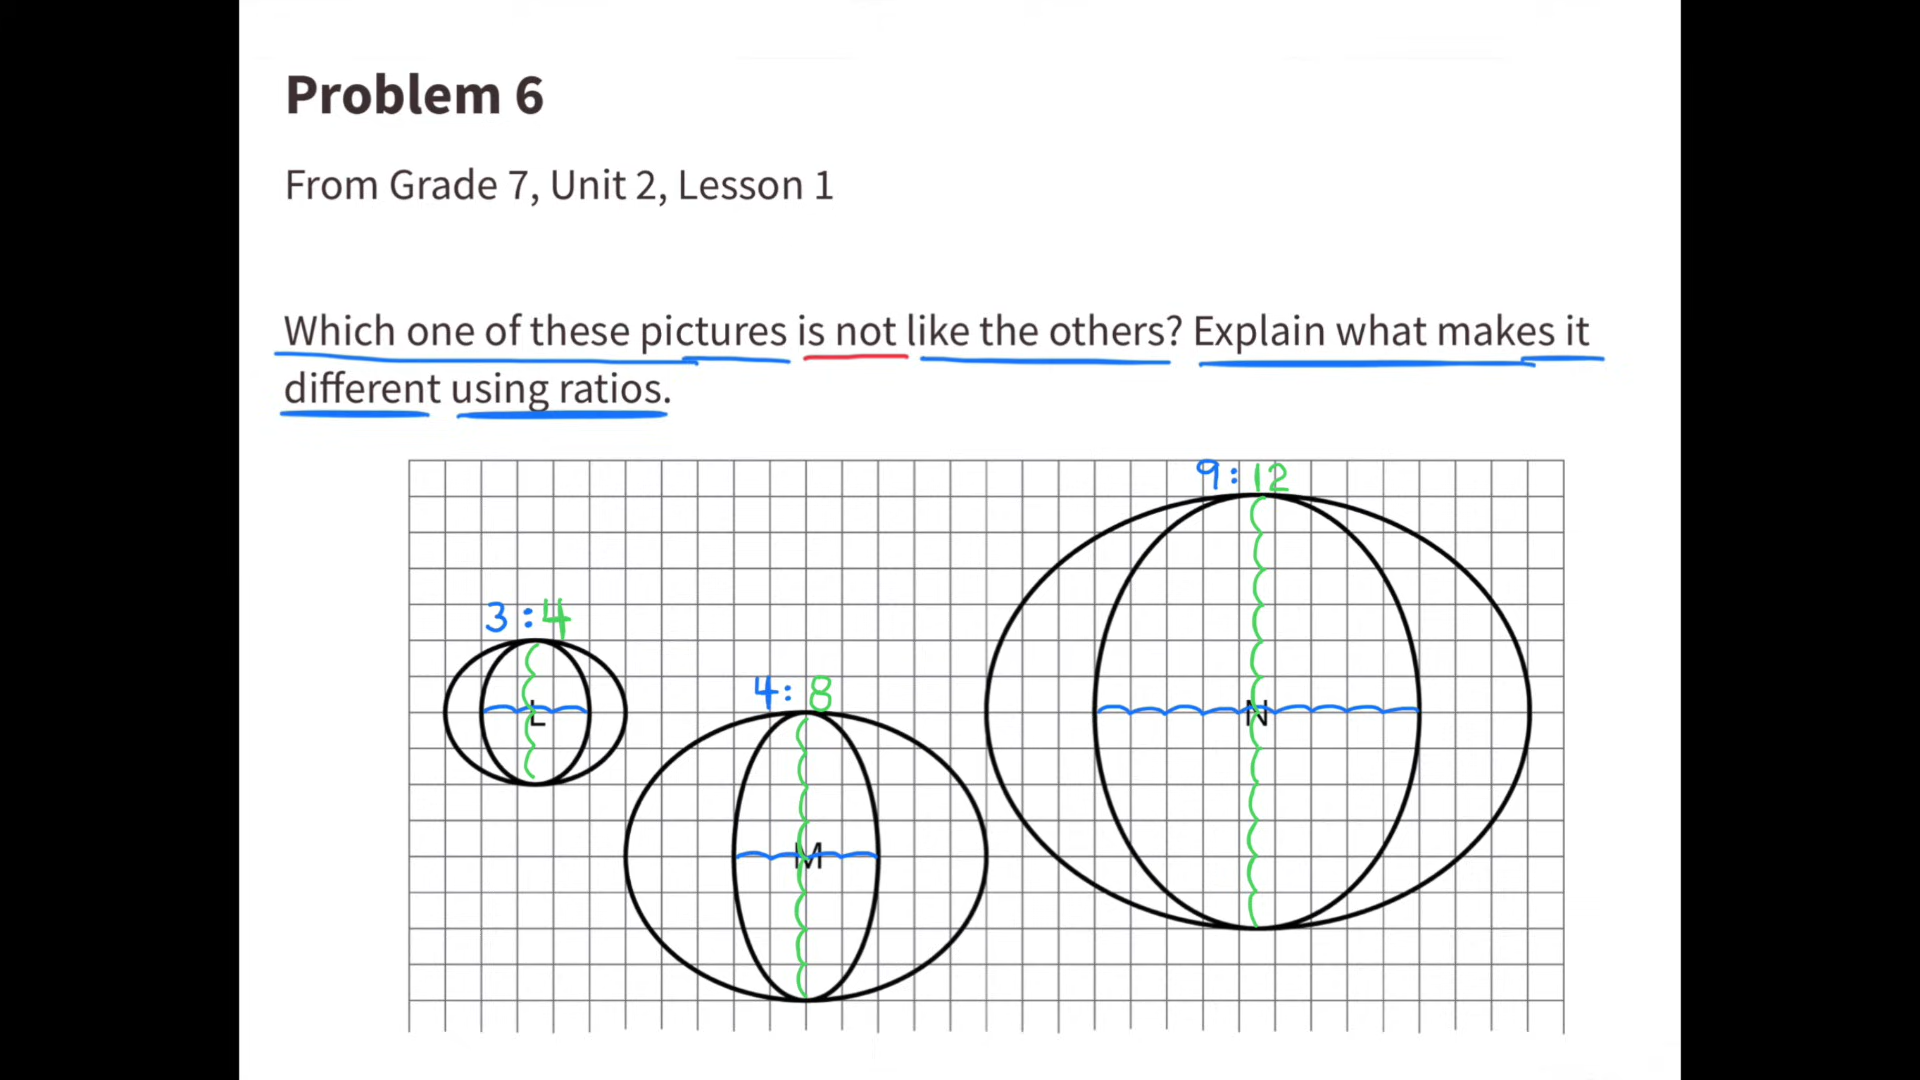 Problem 6
From Grade 7, Unit 2, Lesson 1
Which one of these pictures is not like the others? Explain what makes it
different using ratios.
9:12
3:4
4:8
L
N
M